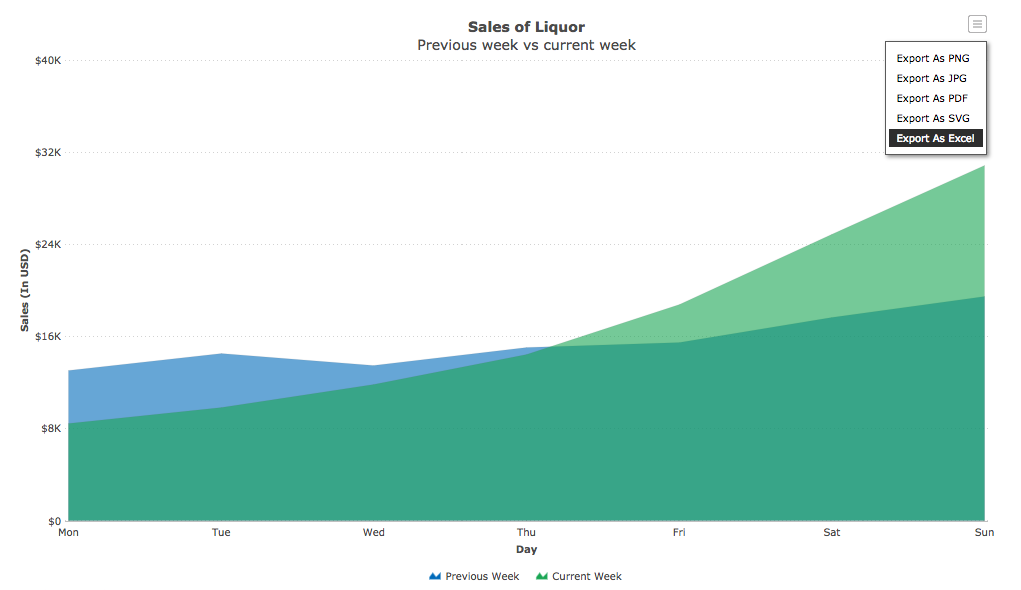 Sales of Liquor
Previous week vs current week
Export As PNG
Export As JPG
Export As PDF
Export As SVG
Export As Excel
$40K
$32K
$24K
$16K
$8K
$0
Sales (In USD)
Mon Tue Wed Thu Fri Sat Sun
Day
Previous Week Current Week